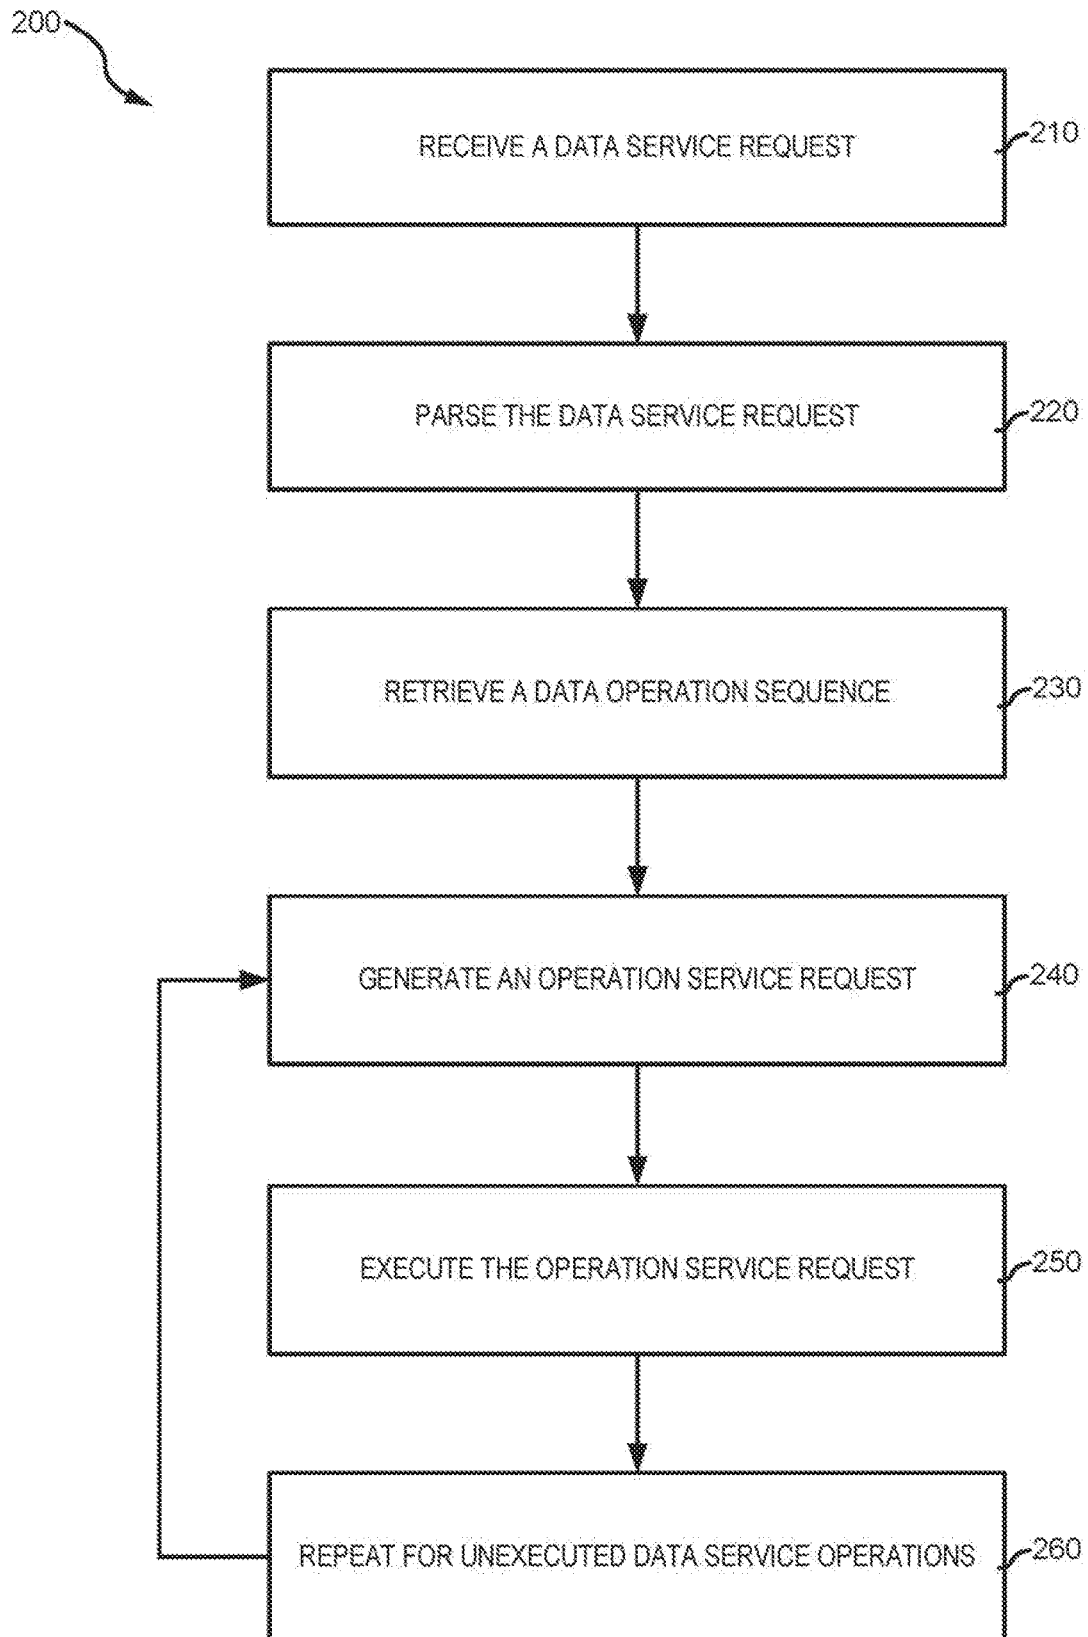 200
RECEIVE A DATA SERVICE REQUEST
210
PARSE THE DATA SERVICE REQUEST
220
RETRIEVE A DATA OPERATION SEQUENCE
230
GENERATE AN OPERATION SERVICE REQUEST
240
EXECUTE THE OPERATION SERVICE REQUEST
250
REPEAT FOR UNEXECUTED DATA SERVICE OPERATIONS
260